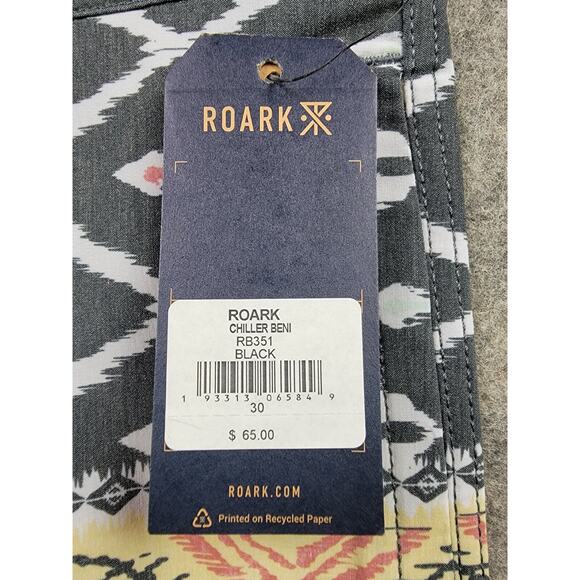 ROARK
ROARK
CHILLER BENI
RB351
BLACK
1 93313 06584 9
30
$ 65.00
ROARK.COM
Printed on Recycled Paper